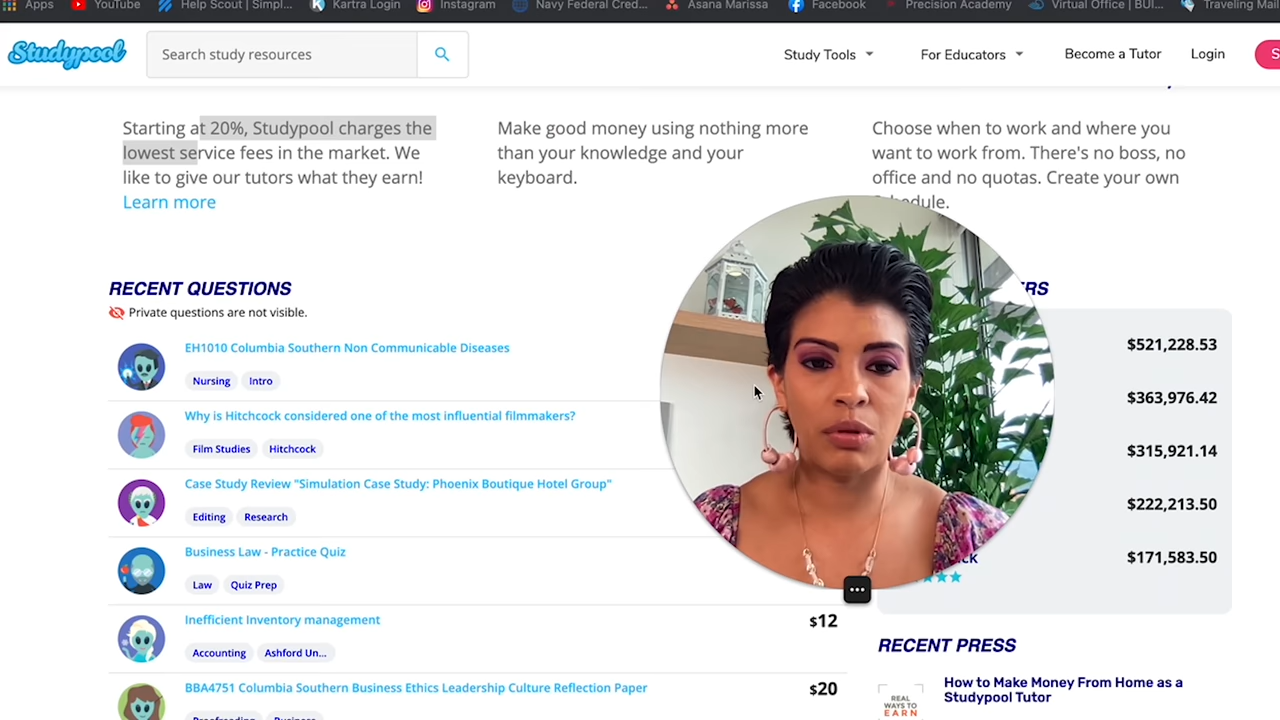 Apps
YouTube
Help Scout | Simpl...
Kartra Login
Instagram
Navy Federal Cred...
Asana Marissa
Facebook
Precision Academy
Virtual Office | BUI...
Traveling Mail
Studypool
Search study resources
Study Tools
For Educators
Become a Tutor
Login
S
Starting at 20%, Studypool charges the
lowest service fees in the market. We
like to give our tutors what they earn!
Learn more
Make good money using nothing more
than your knowledge and your
keyboard.
Choose when to work and where you
want to work from. There's no boss, no
office and no quotas. Create your own
RECENT QUESTIONS
Private questions are not visible.
EH1010 Columbia Southern Non Communicable Diseases
Nursing Intro
Why is Hitchcock considered one of the most influential filmmakers?
Film Studies Hitchcock
Case Study Review "Simulation Case Study: Phoenix Boutique Hotel Group"
Editing Research
Business Law - Practice Quiz
Law Quiz Prep
Inefficient Inventory management
$12
Accounting Ashford Un...
BBA4751 Columbia Southern Business Ethics Leadership Culture Reflection Paper
$20
Proofreading Business
ERS
$521,228.53
$363,976.42
$315,921.14
$222,213.50
$171,583.50
RECENT PRESS
REAL
WAYS TO
EARN
How to Make Money From Home as a
Studypool Tutor